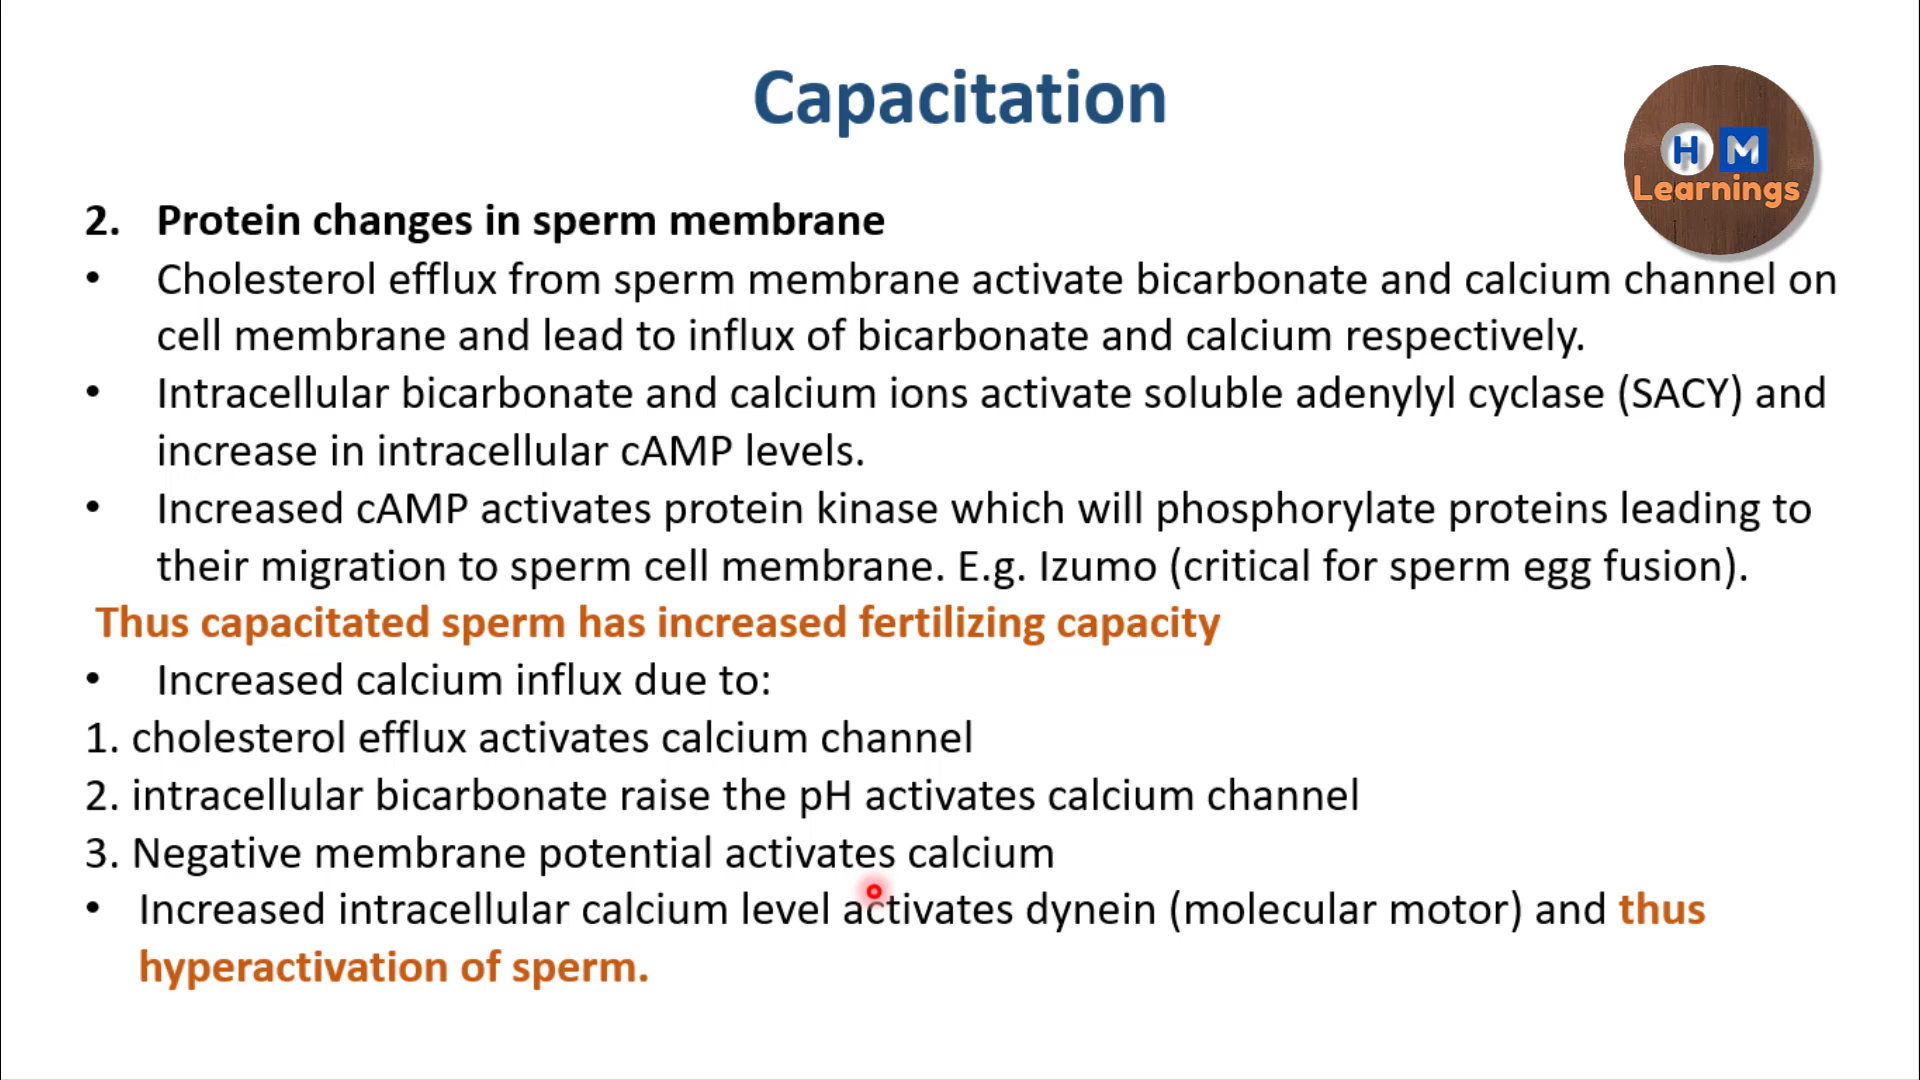 Capacitation
H M
Learnings
2. Protein changes in sperm membrane
• Cholesterol efflux from sperm membrane activate bicarbonate and calcium channel on
cell membrane and lead to influx of bicarbonate and calcium respectively.
• Intracellular bicarbonate and calcium ions activate soluble adenylyl cyclase (SACY) and
increase in intracellular cAMP levels.
• Increased cAMP activates protein kinase which will phosphorylate proteins leading to
their migration to sperm cell membrane. E.g. Izumo (critical for sperm egg fusion).
Thus capacitated sperm has increased fertilizing capacity
• Increased calcium influx due to:
1. cholesterol efflux activates calcium channel
2. intracellular bicarbonate raise the pH activates calcium channel
3. Negative membrane potential activates calcium
• Increased intracellular calcium level activates dynein (molecular motor) and thus
hyperactivation of sperm.